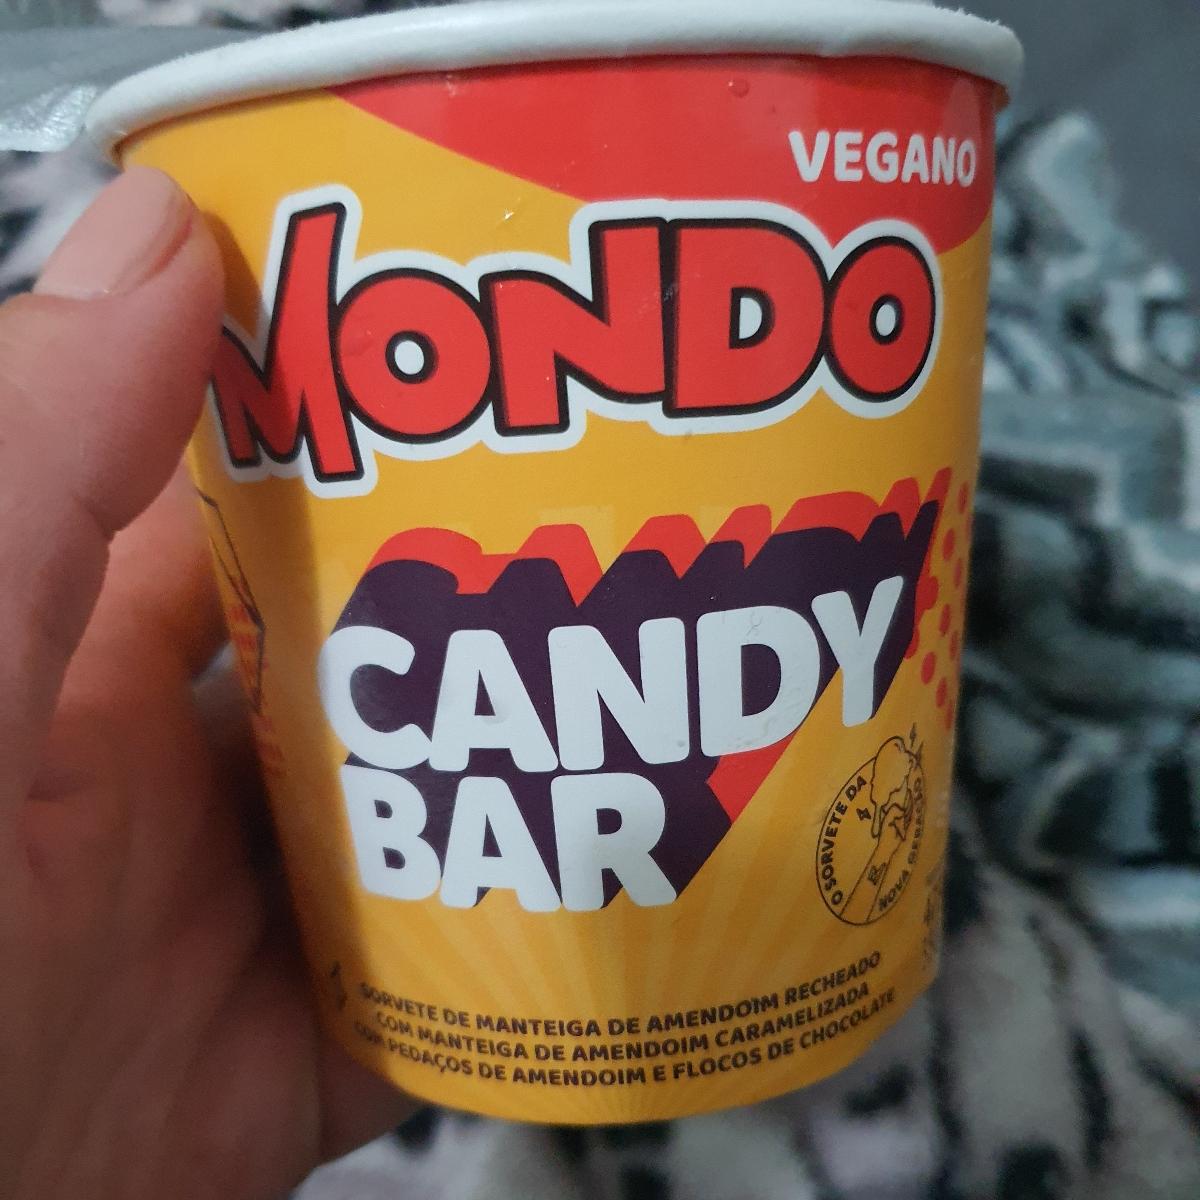 VEGANO
MONDO
CANDY
BAR
O SORVETE DA
NOVA GERAÇÃO
SORVETE DE MANTEIGA DE AMENDOIM RECHEADO
COM MANTEIGA DE AMENDOIM CARAMELIZADA
COM PEDAÇOS DE AMENDOIM E FLOCOS DE CHOCOLATE